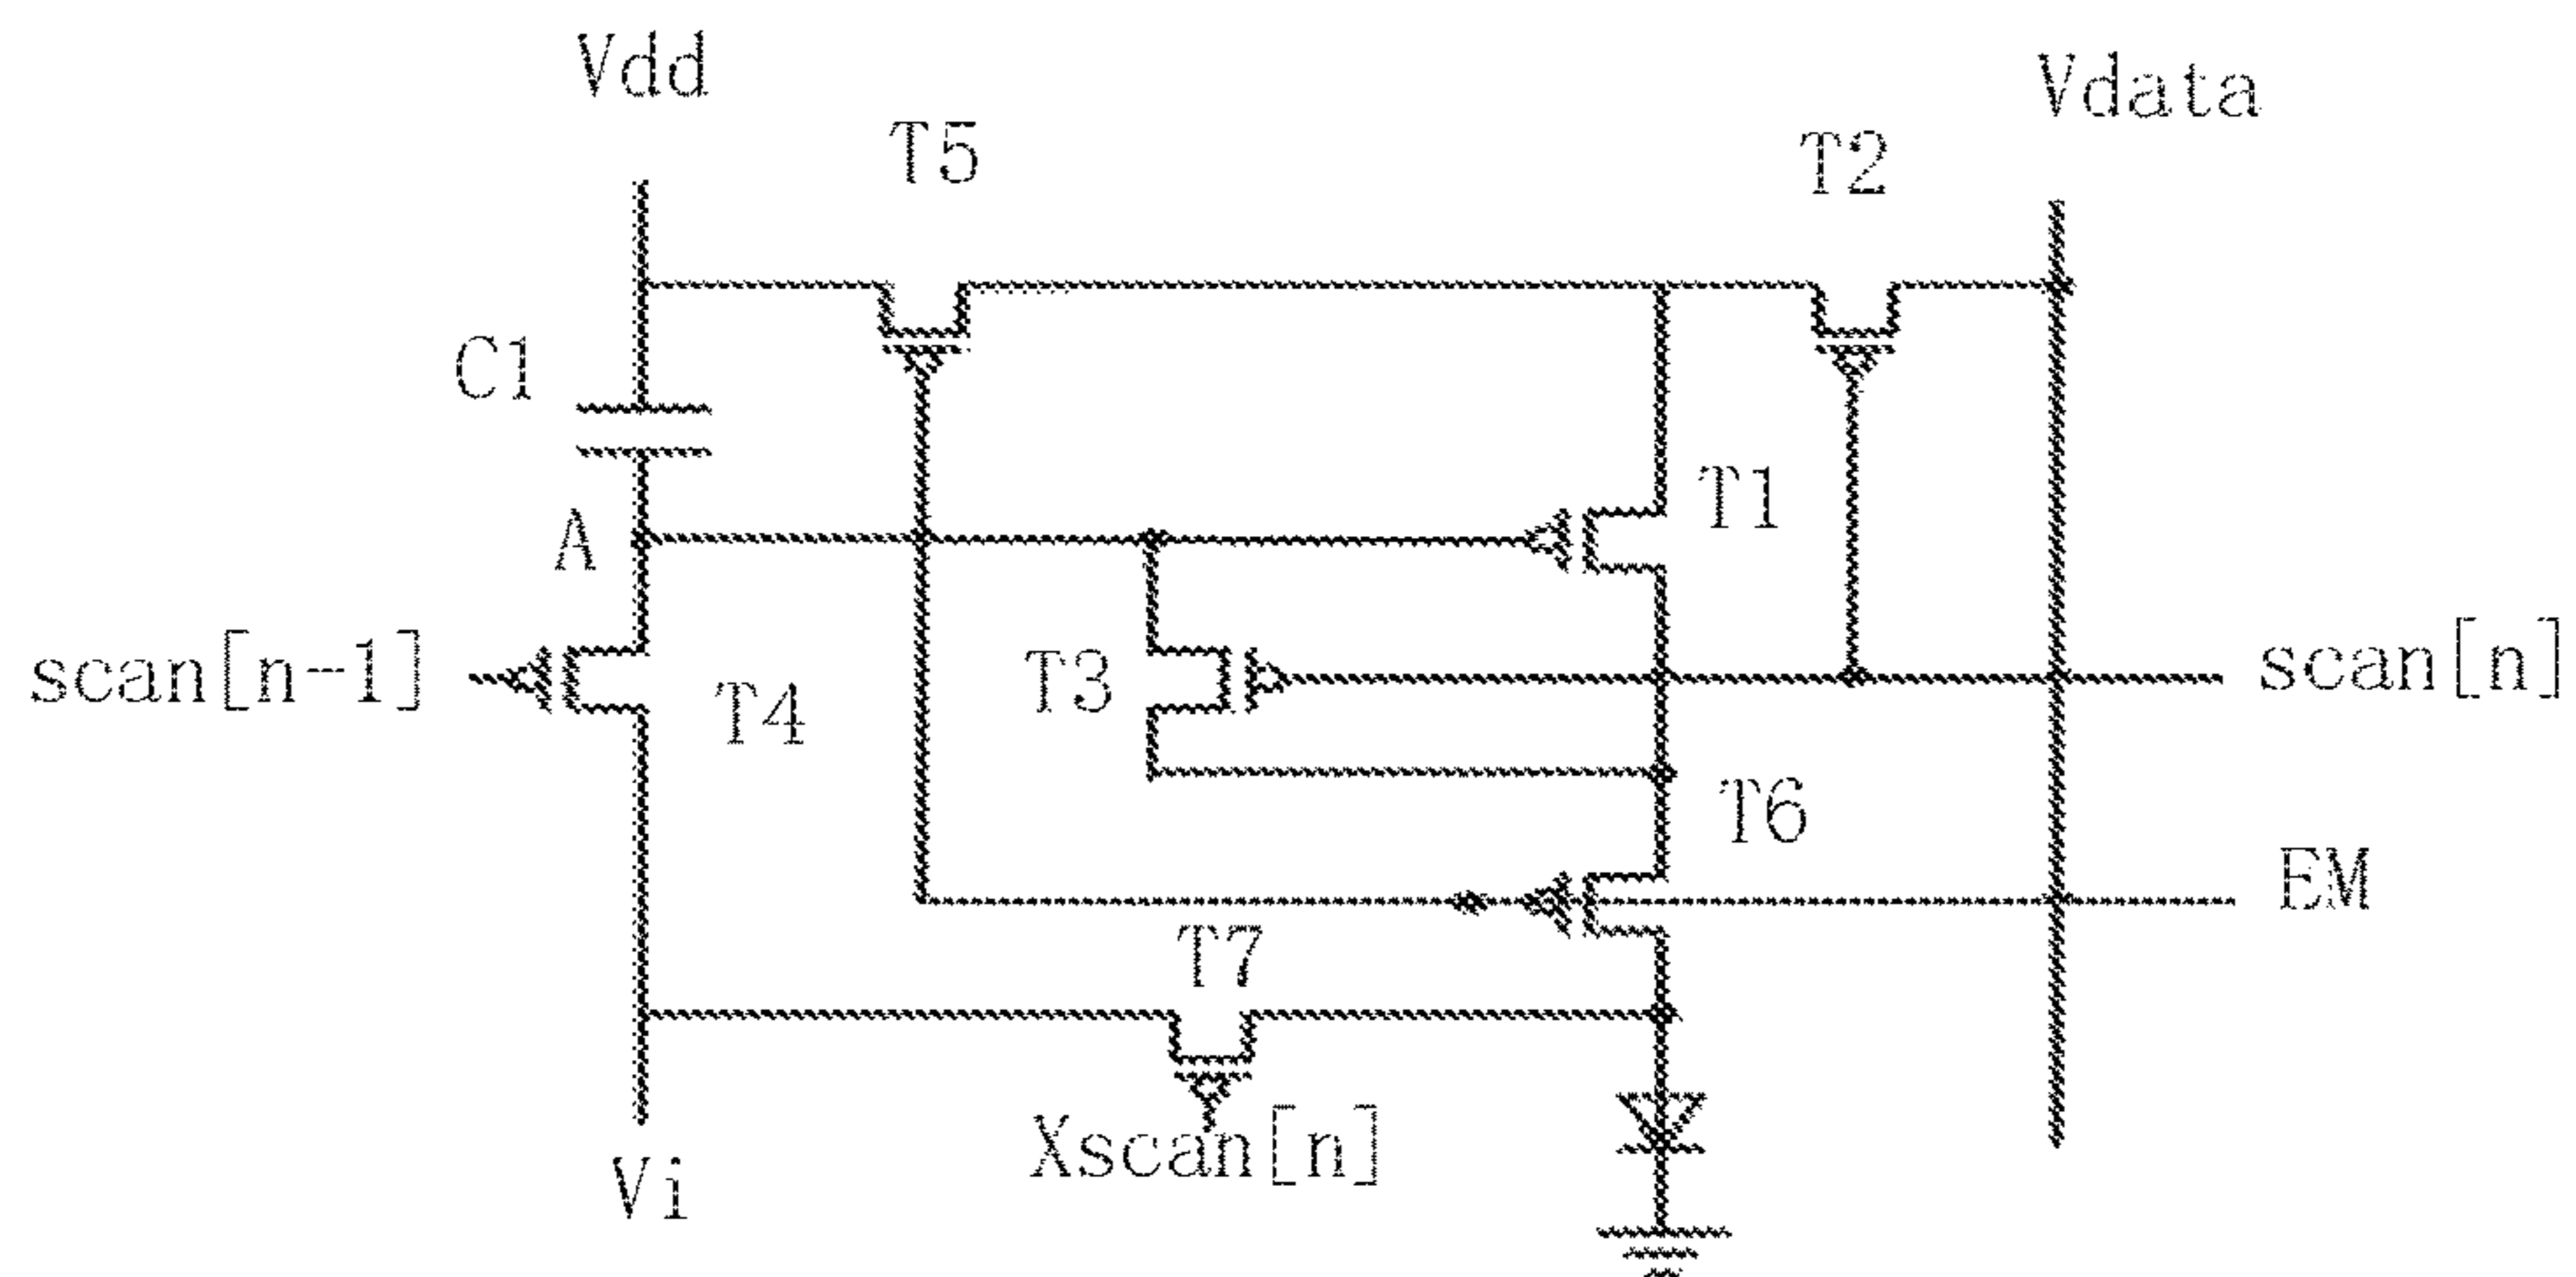 Vdd
Vdata
T5
T2
C1
T1
A
scan[n-1]
T4
T3
scan[n]
T6
EM
T7
Xscan[n]
Vi